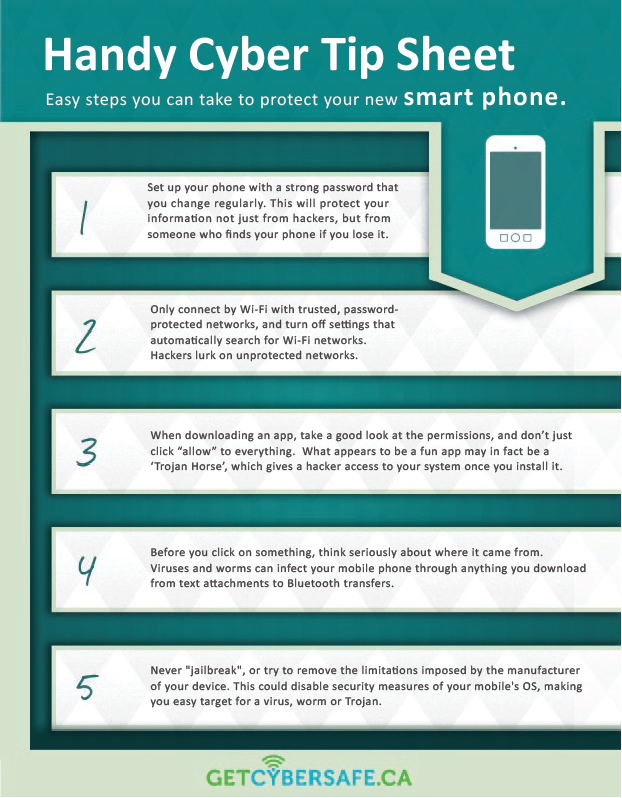 Handy Cyber Tip Sheet
Easy steps you can take to protect your new smart phone.
1
Set up your phone with a strong password that
you change regularly. This will protect your
information not just from hackers, but from
someone who finds your phone if you lose it.
2
Only connect by Wi-Fi with trusted, password-
protected networks, and turn off settings that
automatically search for Wi-Fi networks.
Hackers lurk on unprotected networks.
3
When downloading an app, take a good look at the permissions, and don't just
click “allow” to everything.  What appears to be a fun app may in fact be a
‘Trojan Horse’, which gives a hacker access to your system once you install it.
4
Before you click on something, think seriously about where it came from.
Viruses and worms can infect your mobile phone through anything you download
from text attachments to Bluetooth transfers.
5
Never "jailbreak", or try to remove the limitations imposed by the manufacturer
of your device. This could disable security measures of your mobile's OS, making
you easy target for a virus, worm or Trojan.
GETCYBERSAFE.CA